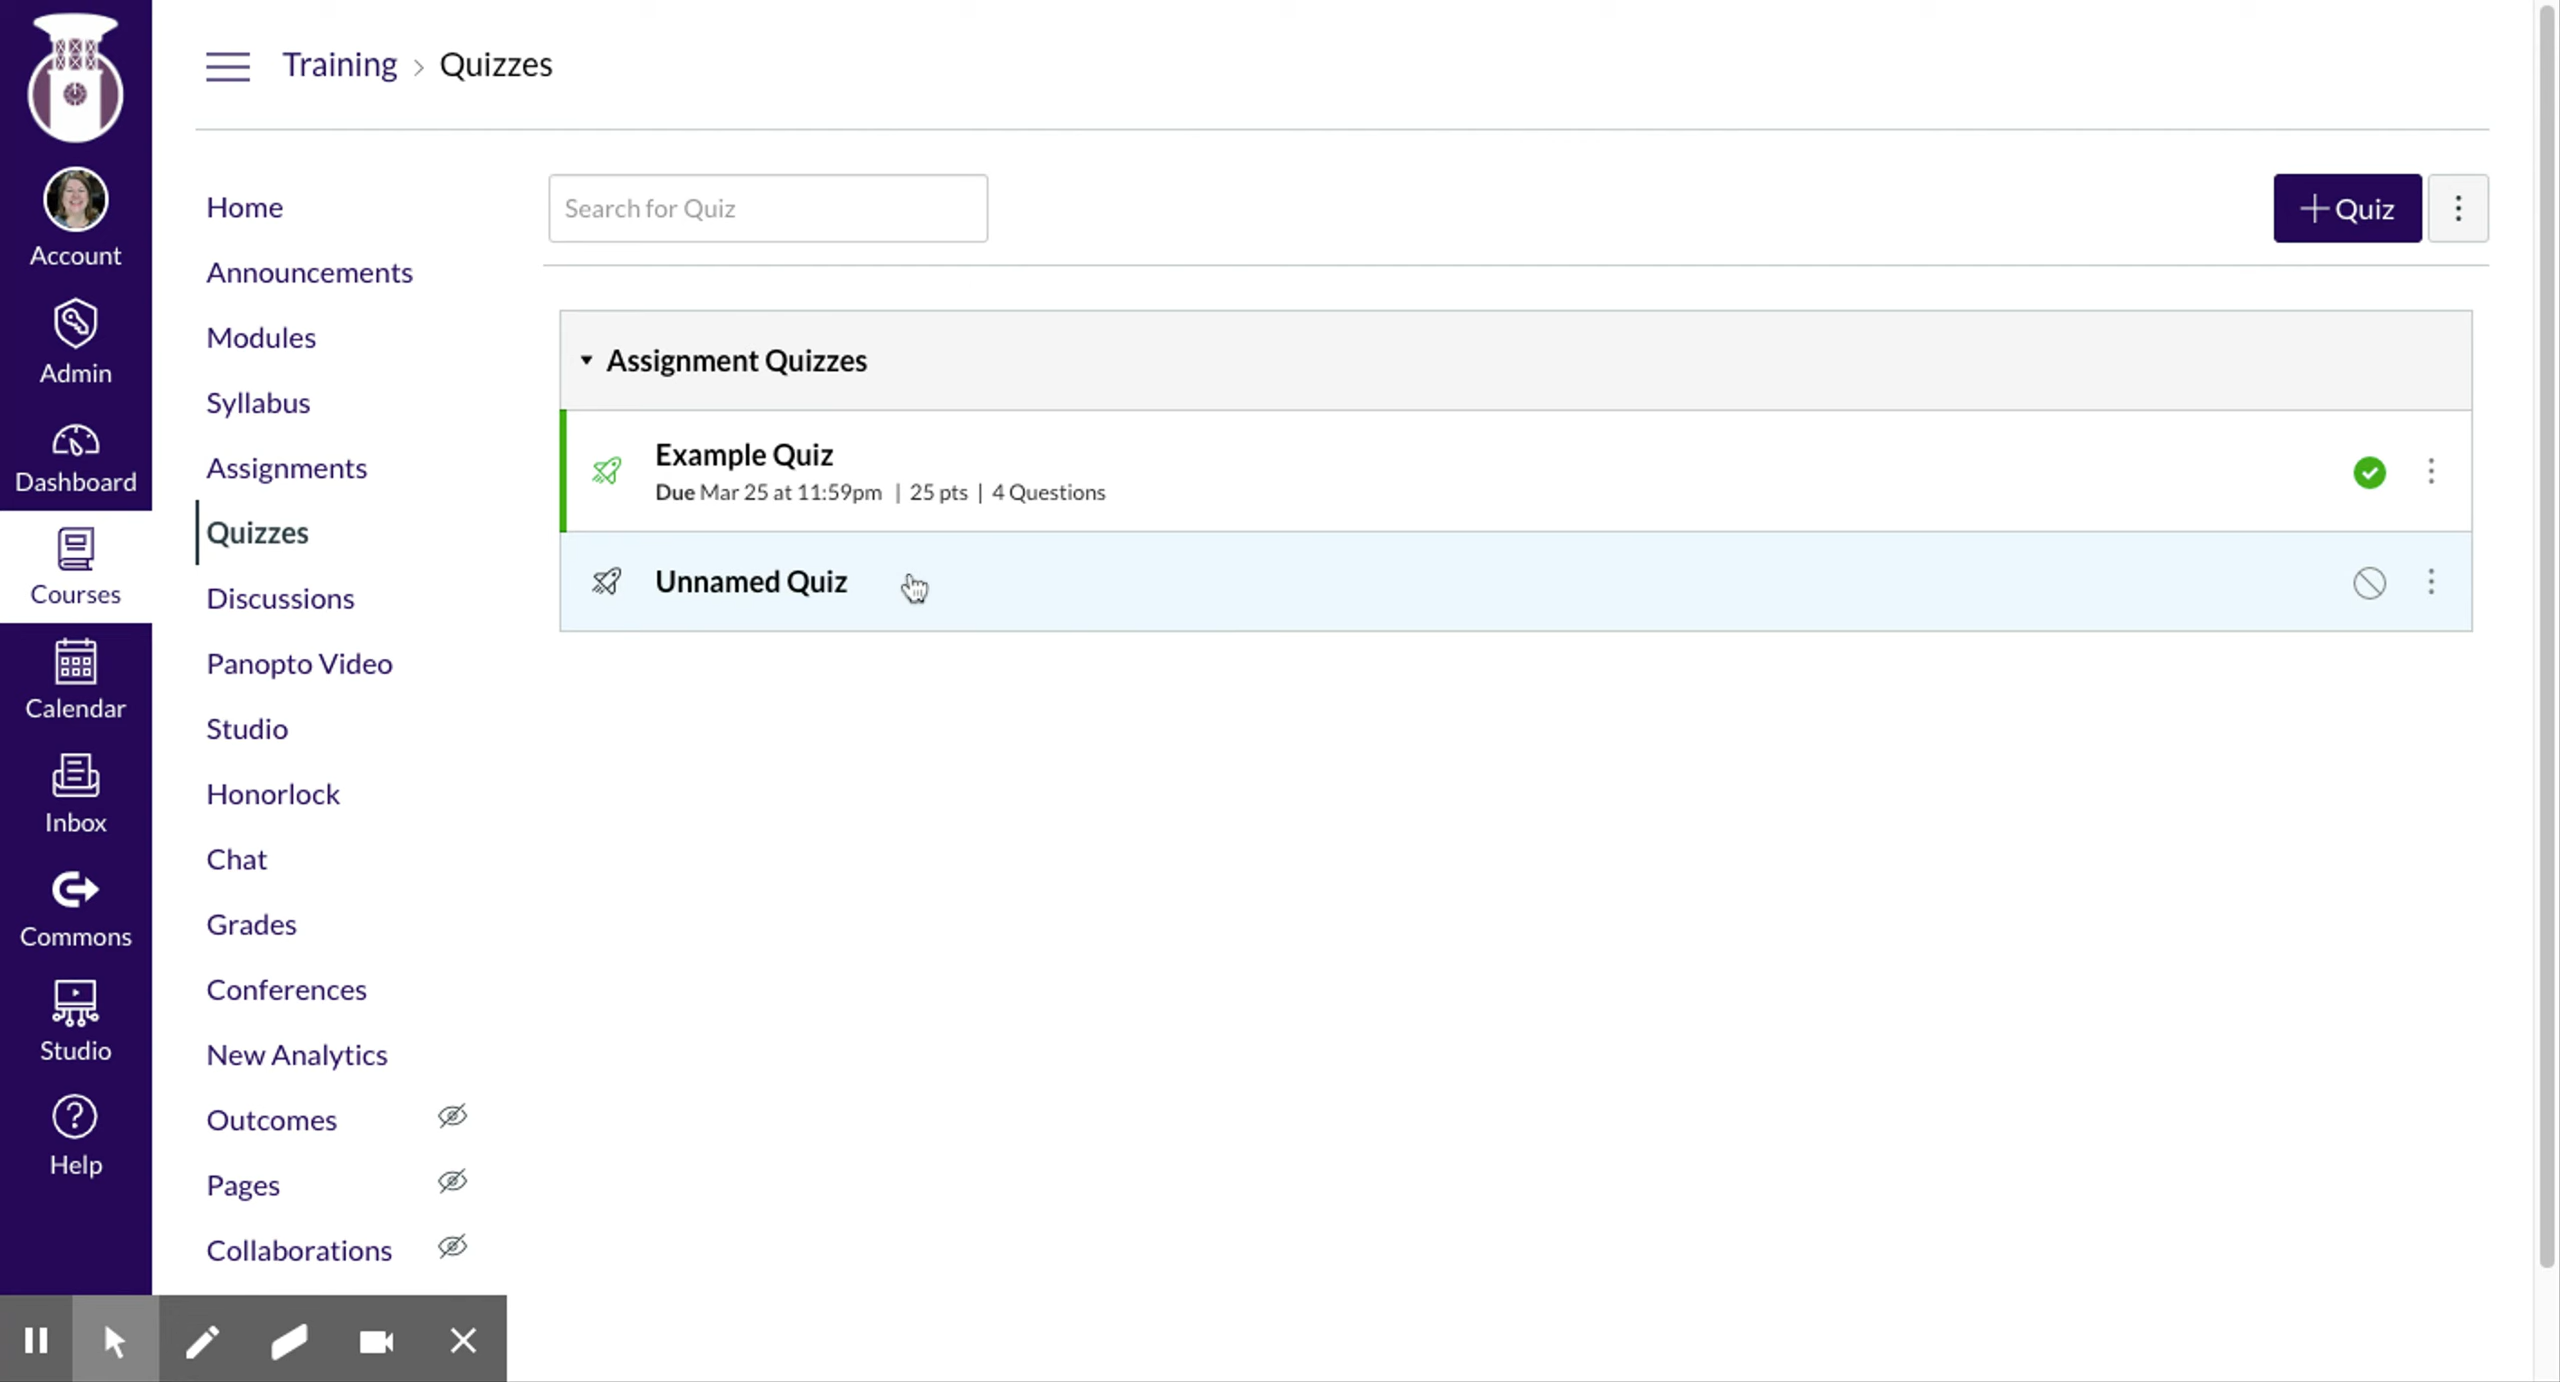 Training > Quizzes
Account
Admin
Dashboard
Courses
Calendar
Inbox
Commons
Studio
Help
Home
Announcements
Modules
Syllabus
Assignments
Quizzes
Discussions
Panopto Video
Studio
Honorlock
Chat
Grades
Conferences
New Analytics
Outcomes
Pages
Collaborations
Search for Quiz
+ Quiz
Assignment Quizzes
Example Quiz
Due Mar 25 at 11:59pm | 25 pts | 4 Questions
Unnamed Quiz